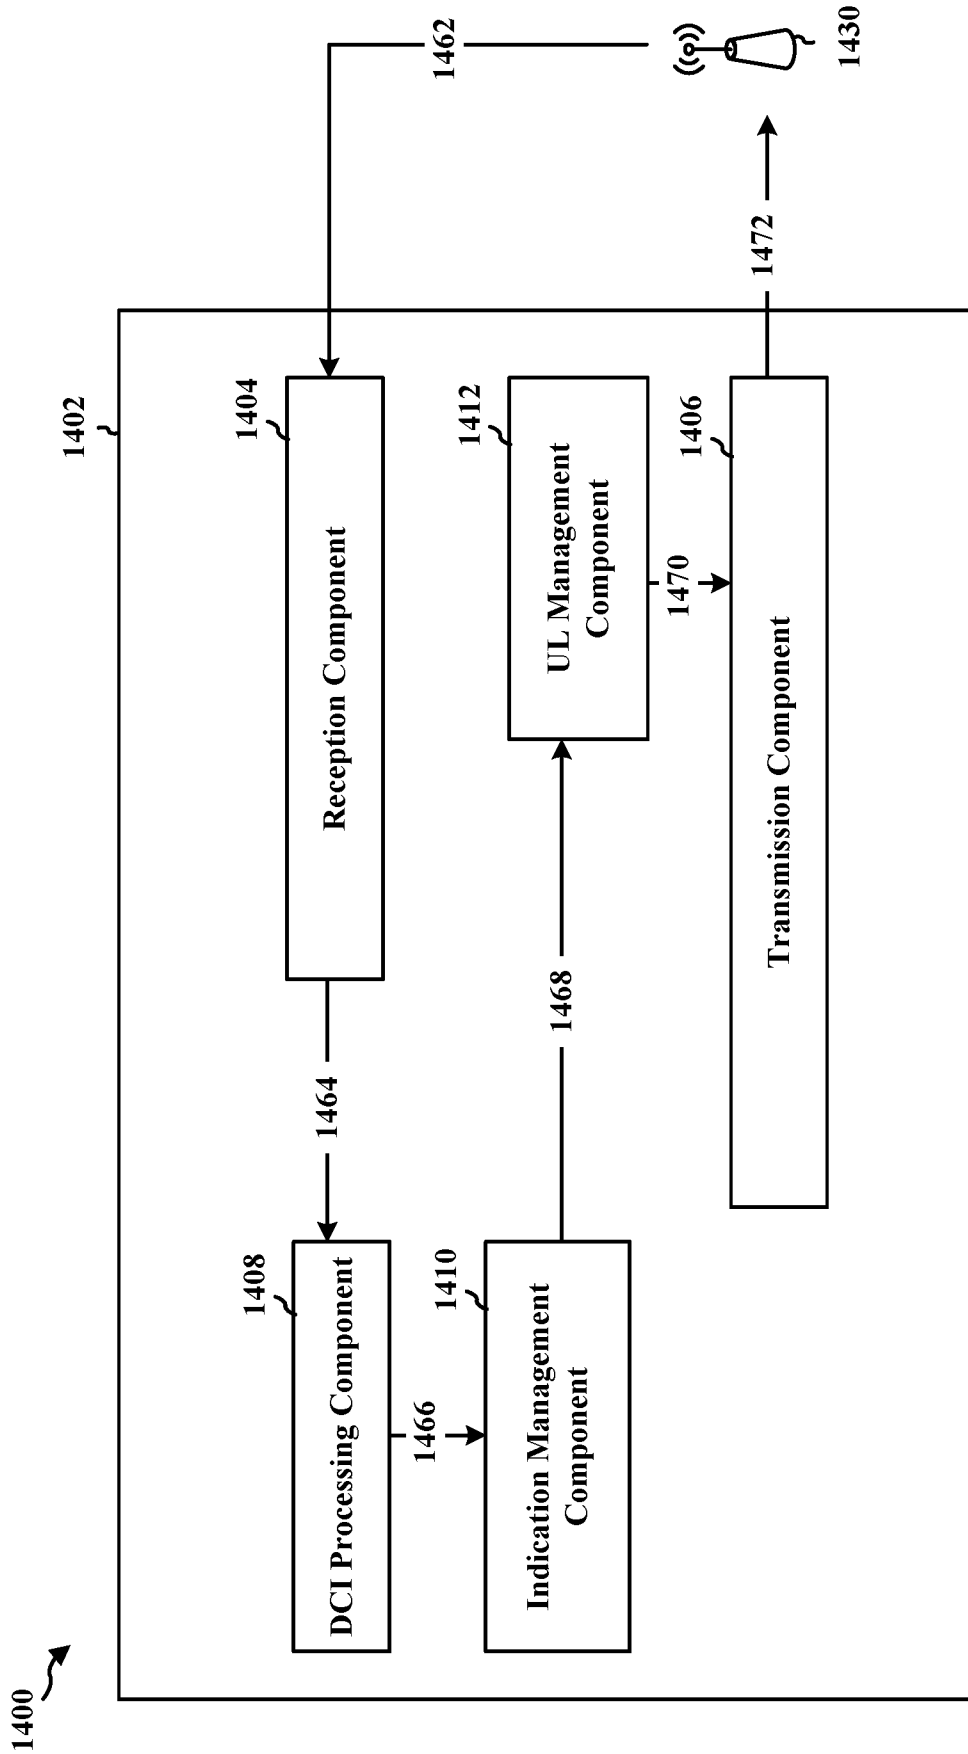 1400
1402
1408
DCI Processing Component
1464
1404
Reception Component
1462
1466
1410
Indication Management
Component
1468
1412
UL Management
Component
1470
1406
Transmission Component
1472
1430